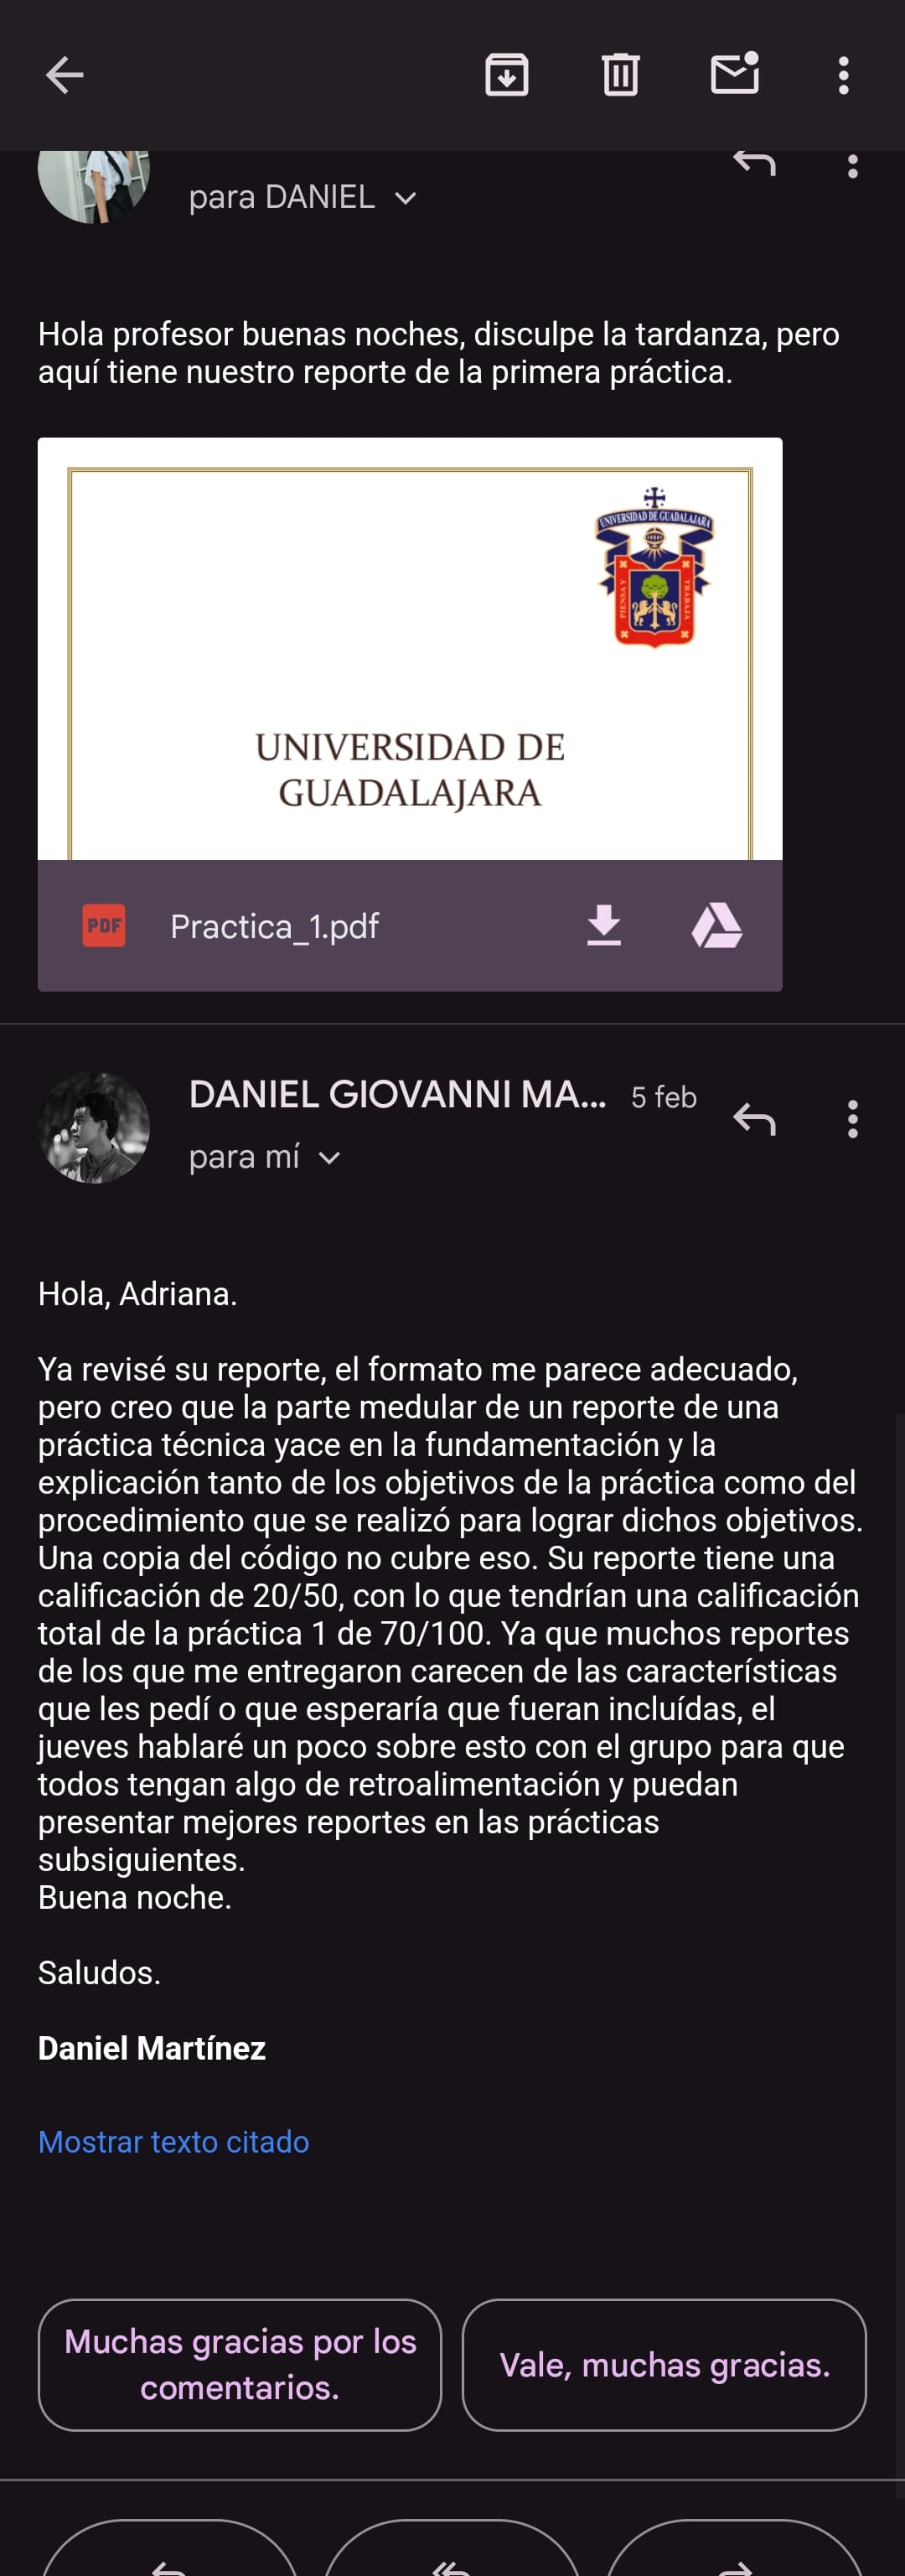 para DANIEL
Hola profesor buenas noches, disculpe la tardanza, pero
aquí tiene nuestro reporte de la primera práctica.
UNIVERSIDAD DE GUADALAJARA
PIENSA Y
TRABAJA
UNIVERSIDAD DE
GUADALAJARA
PDF
Practica_1.pdf
DANIEL GIOVANNI MA... 5 feb
para mí
Hola, Adriana.
Ya revisé su reporte, el formato me parece adecuado,
pero creo que la parte medular de un reporte de una
práctica técnica yace en la fundamentación y la
explicación tanto de los objetivos de la práctica como del
procedimiento que se realizó para lograr dichos objetivos.
Una copia del código no cubre eso. Su reporte tiene una
calificación de 20/50, con lo que tendrían una calificación
total de la práctica 1 de 70/100. Ya que muchos reportes
de los que me entregaron carecen de las características
que les pedí o que esperaría que fueran incluídas, el
jueves hablaré un poco sobre esto con el grupo para que
todos tengan algo de retroalimentación y puedan
presentar mejores reportes en las prácticas
subsiguientes.
Buena noche.
Saludos.
Daniel Martínez
Mostrar texto citado
Muchas gracias por los
comentarios.
Vale, muchas gracias.